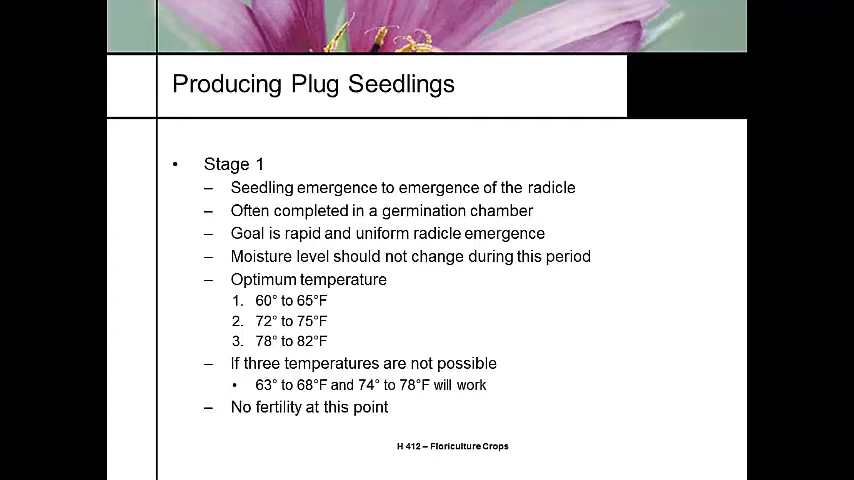 Producing Plug Seedlings
• Stage 1
– Seedling emergence to emergence of the radicle
– Often completed in a germination chamber
– Goal is rapid and uniform radicle emergence
– Moisture level should not change during this period
– Optimum temperature
1. 60° to 65°F
2. 72° to 75°F
3. 78° to 82°F
– If three temperatures are not possible
• 63° to 68°F and 74° to 78°F will work
– No fertility at this point
H 412 – Floriculture Crops